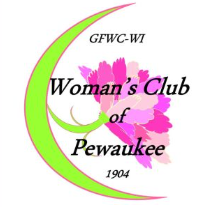 GFWC-WI
Woman's Club
of
Pewaukee
1904